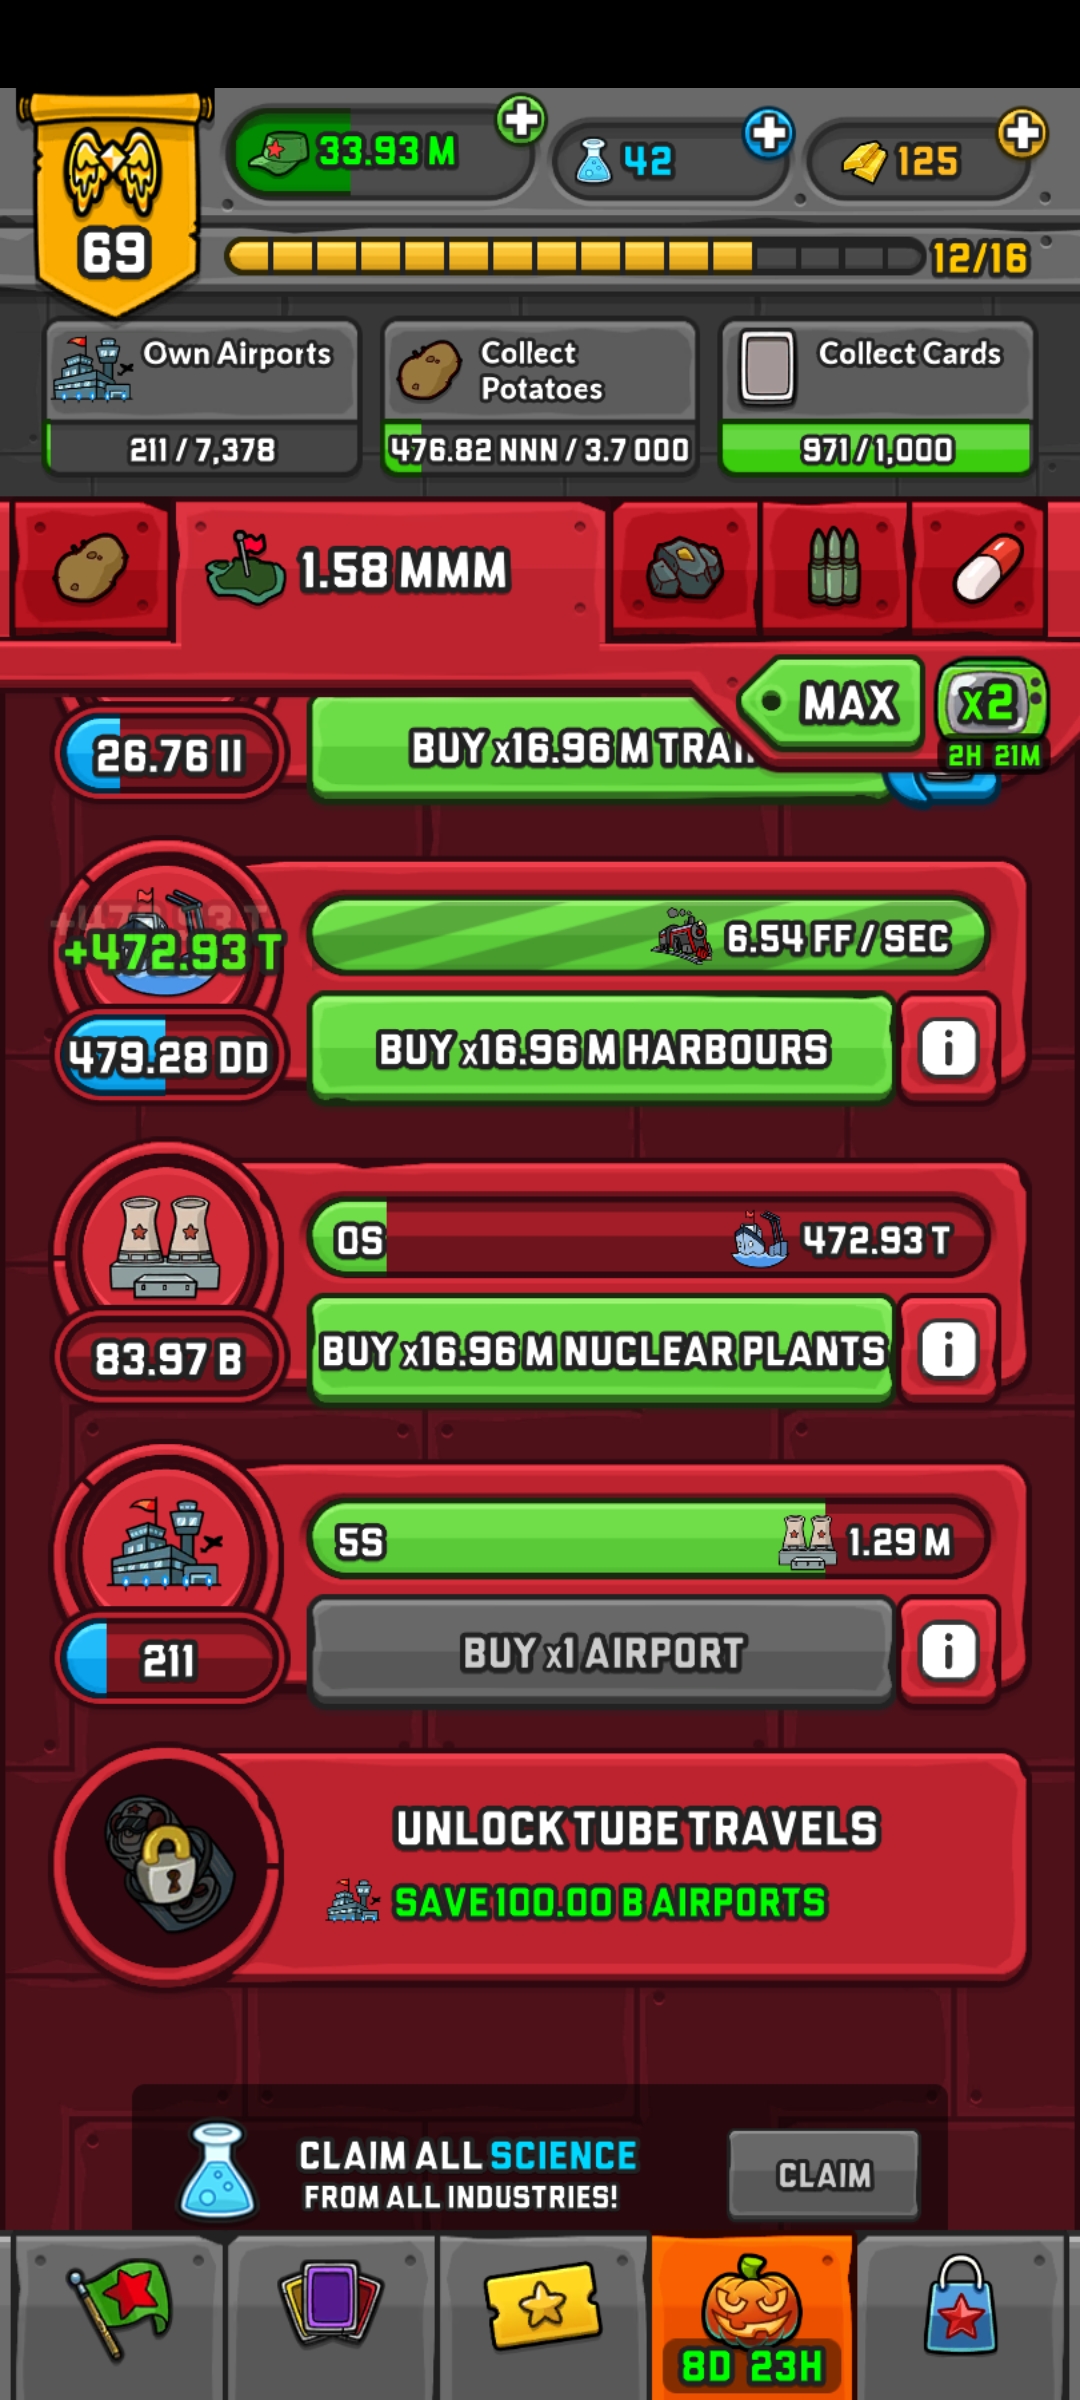 33.93 M
42
125
69
12/16
Own Airports
211 / 7,378
Collect
Potatoes
476.82 NNN / 3.7 OOO
Collect Cards
971 / 1,000
1.58 MMM
MAX
x2
2H 21M
26.76 II
BUY x16.96 M
+472.93 T
6.54 FF / SEC
479.28 DD
BUY x16.96 M HARBOURS
i
0S
472.93 T
83.97 B
BUY x16.96 M NUCLEAR PLANTS
i
5S
1.29 M
211
BUY x1 AIRPORT
i
UNLOCK TUBE TRAVELS
SAVE 100.00 B AIRPORTS
CLAIM ALL SCIENCE
FROM ALL INDUSTRIES!
CLAIM
8D 23H